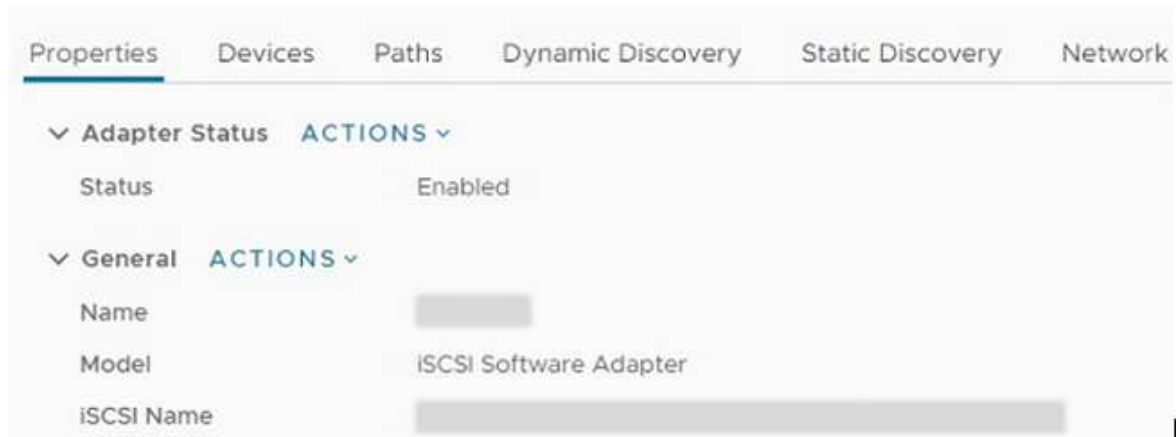 Properties Devices Paths Dynamic Discovery Static Discovery Network
Adapter Status ACTIONS
Status Enabled
General ACTIONS
Name
Model iSCSI Software Adapter
iSCSI Name